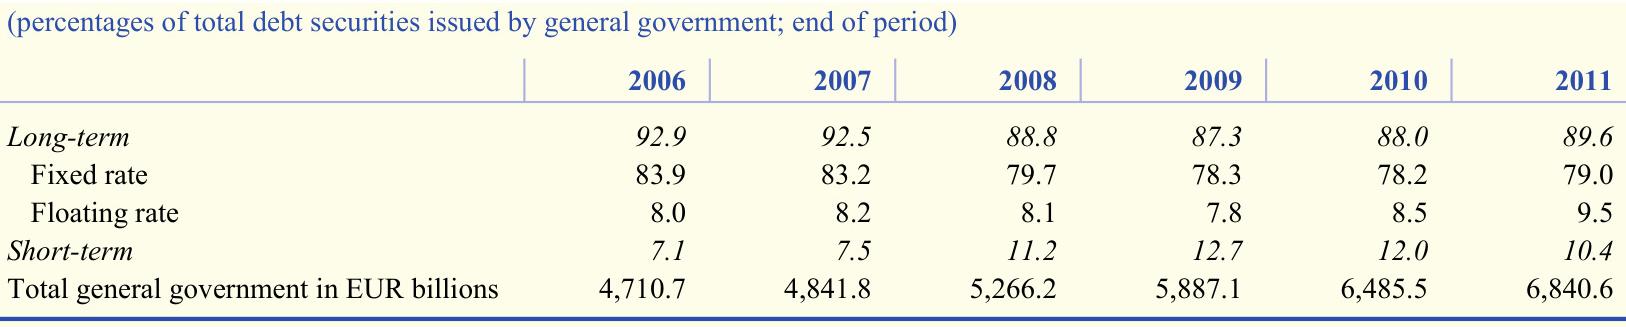 (percentages of total debt securities issued by general government; end of period)
2006 2007 2008 2009 2010 2011
Long-term 92.9 92.5 88.8 87.3 88.0 89.6
Fixed rate 83.9 83.2 79.7 78.3 78.2 79.0
Floating rate 8.0 8.2 8.1 7.8 8.5 9.5
Short-term 7.1 7.5 11.2 12.7 12.0 10.4
Total general government in EUR billions 4,710.7 4,841.8 5,266.2 5,887.1 6,485.5 6,840.6